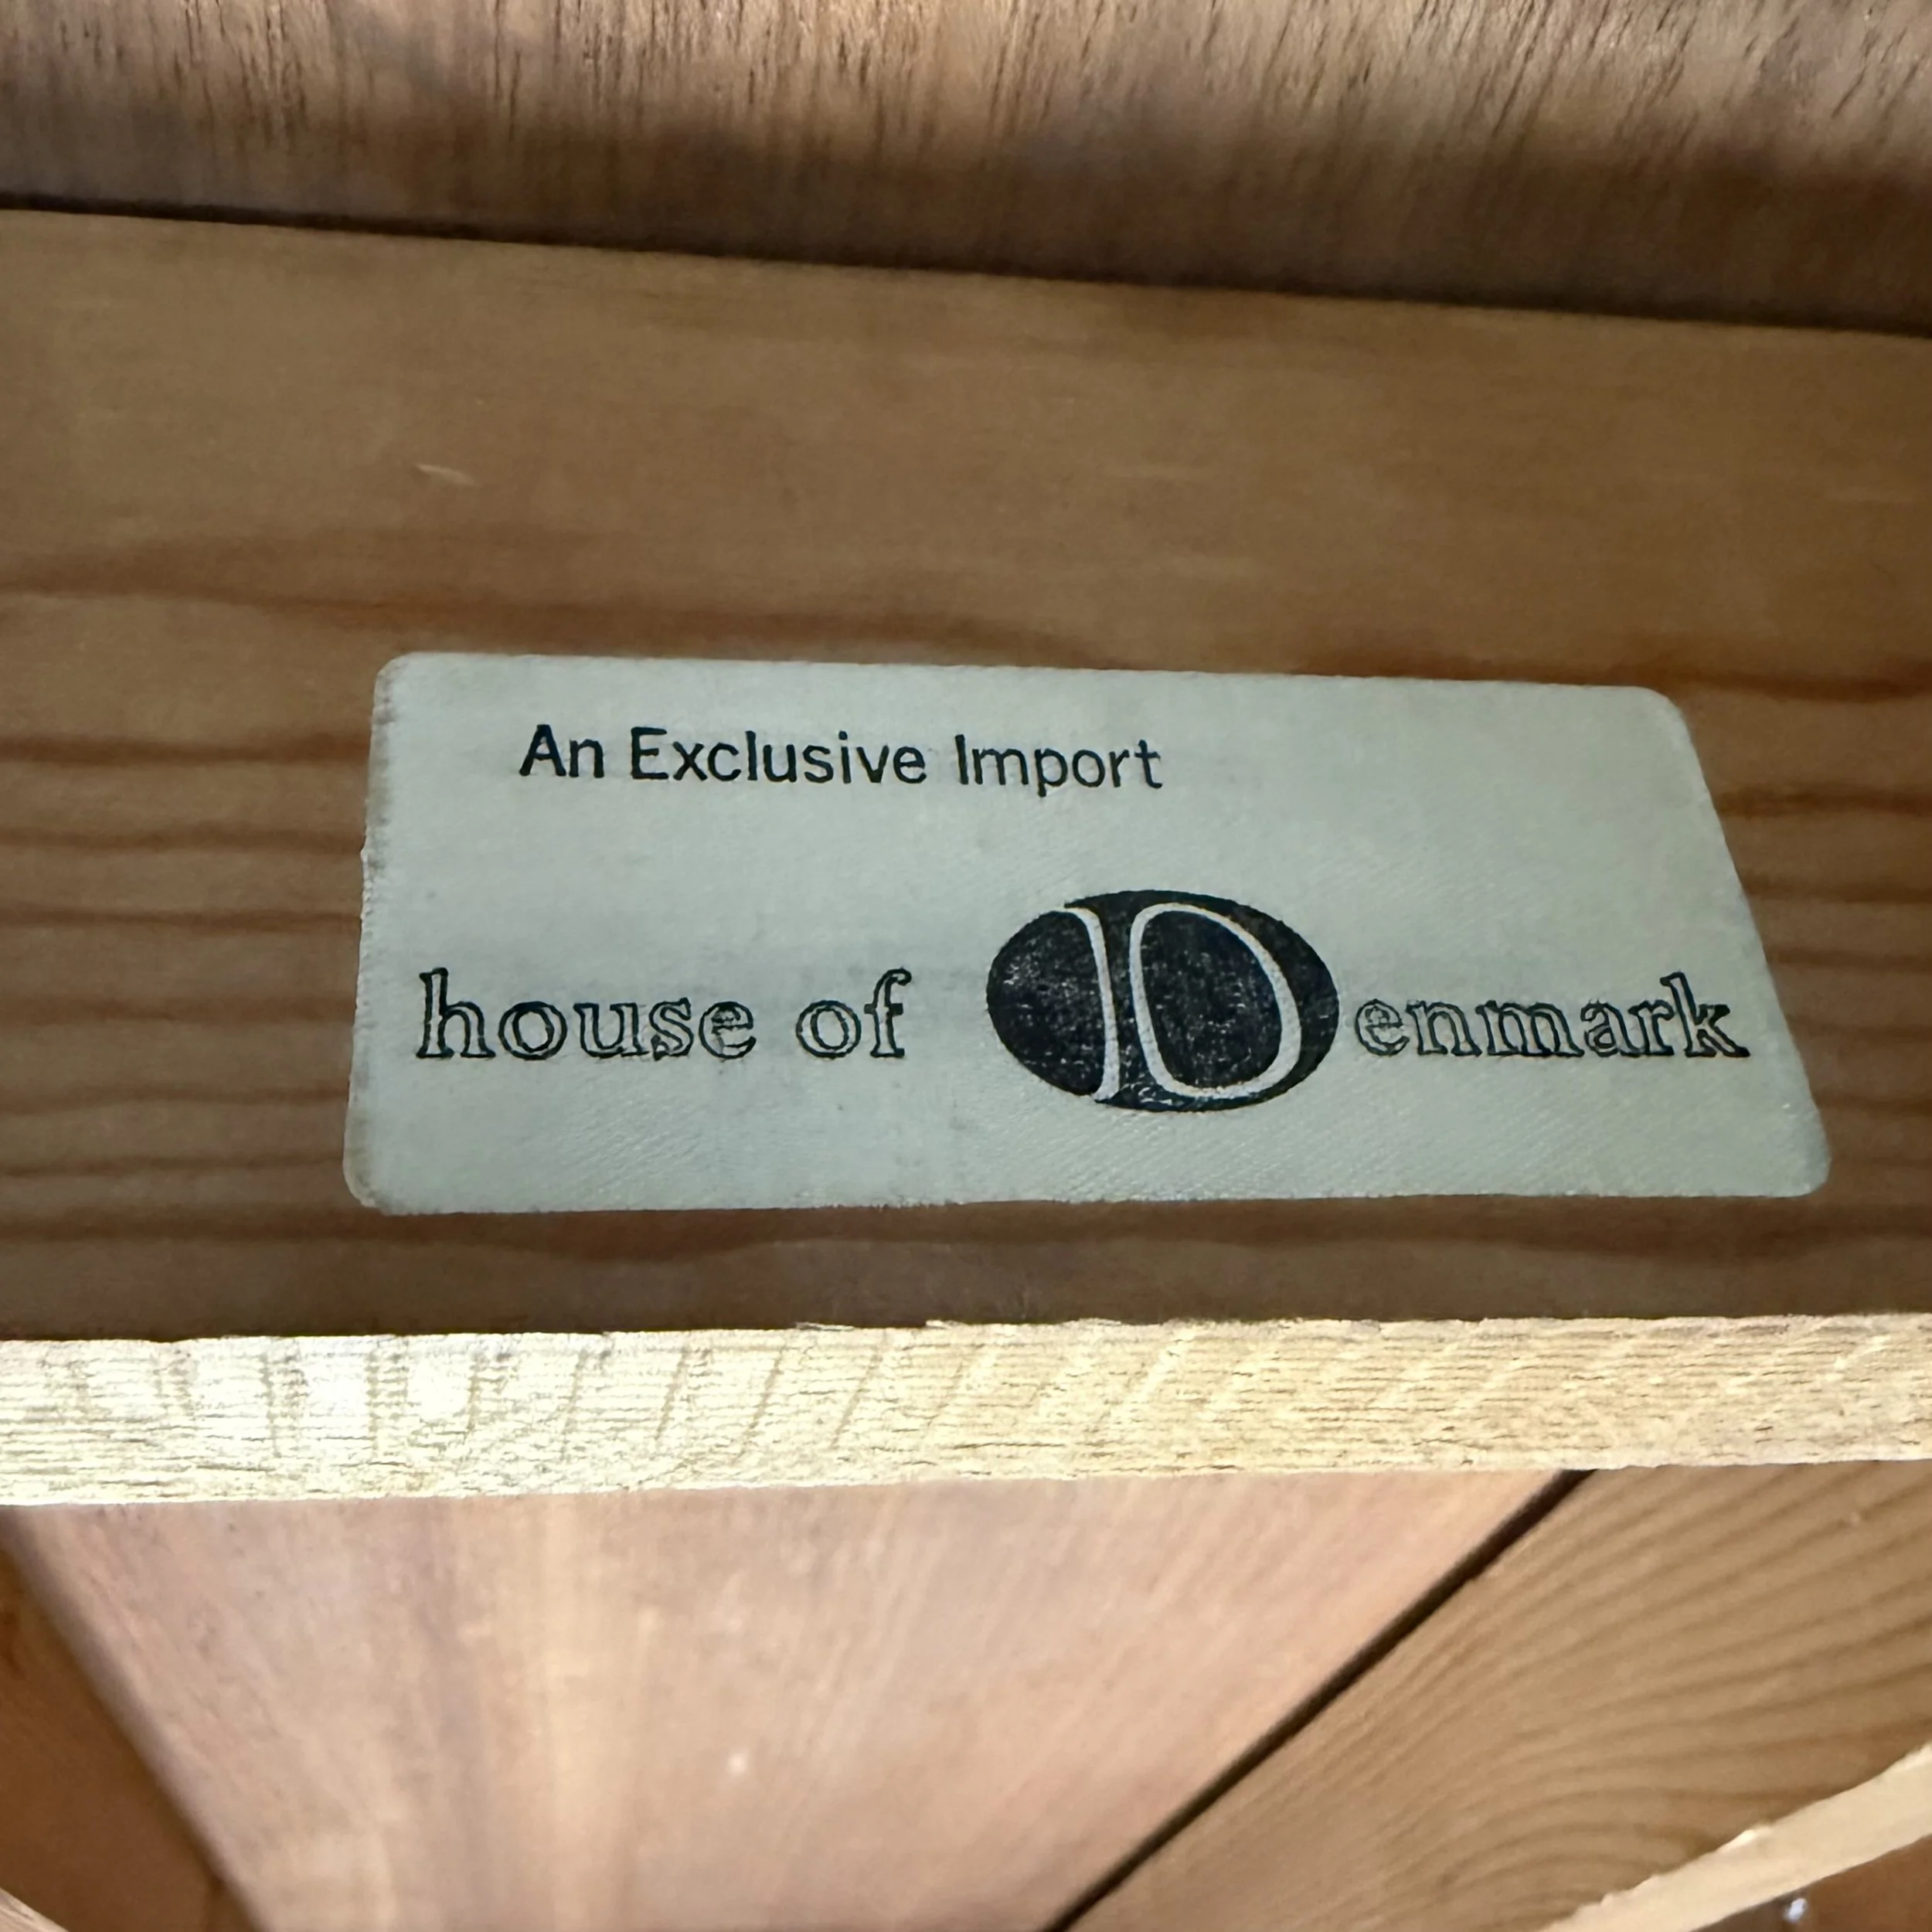 An Exclusive Import
house of Denmark